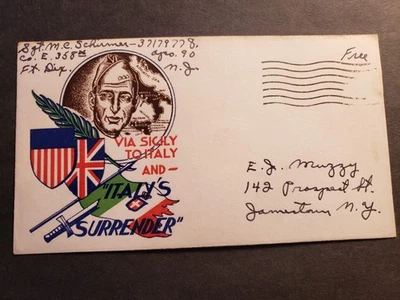 Sgt. M.C. Schirmer-37179778,
Co. E. 368th apo. 90
Ft. Dix, N.J.
Free
VIA SICILY
TO ITALY
AND-
"ITALY'S
SURRENDER"
E.J. Muzzy
142 Prospect St.
Jamestown N.Y.